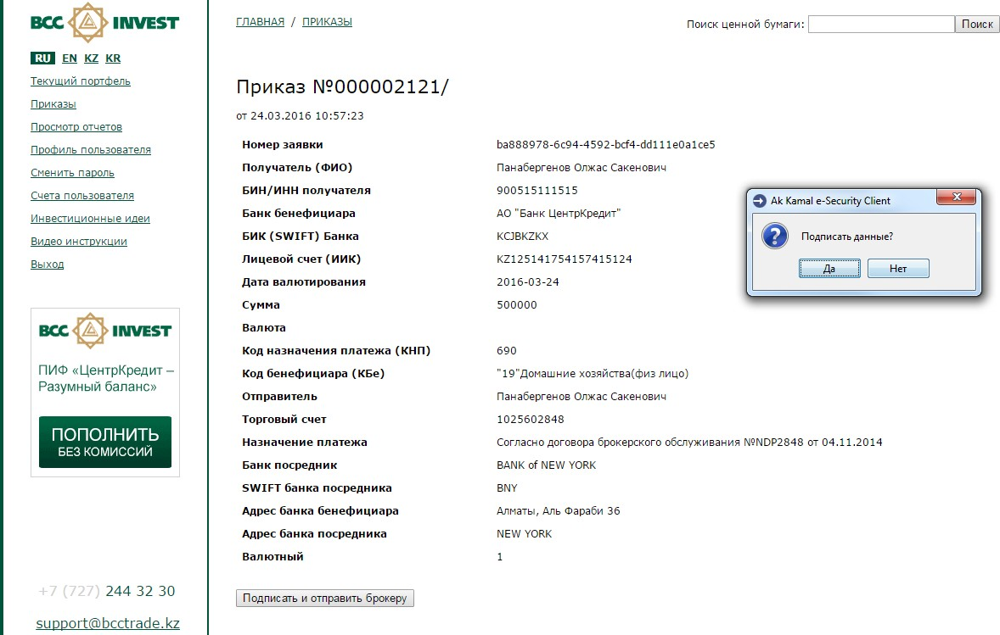 BCC INVEST
RU EN KZ KR
Текущий портфель
Приказы
Просмотр отчетов
Профиль пользователя
Сменить пароль
Счета пользователя
Инвестиционные идеи
Видео инструкции
Выход
BCC INVEST
ПИФ «ЦентрКредит –
Разумный баланс»
ПОПОЛНИТЬ
БЕЗ КОМИССИЙ
+7 (727) 244 32 30
support@bcctrade.kz
ГЛАВНАЯ / ПРИКАЗЫ
Поиск ценной бумаги: Поиск
Приказ №000002121/
от 24.03.2016 10:57:23
Номер заявки ba888978-6c94-4592-bcf4-dd111e0a1ce5
Получатель (ФИО) Панабергенов Олжас Сакенович
БИН/ИНН получателя 900515111515
Банк бенефициара АО "Банк ЦентрКредит"
БИК (SWIFT) Банка KCJBKZKX
Лицевой счет (ИИК) KZ125141754157415124
Дата валютирования 2016-03-24
Сумма 500000
Валюта
Код назначения платежа (КНП) 690
Код бенефициара (КБе) "19"Домашние хозяйства(физ лицо)
Отправитель Панабергенов Олжас Сакенович
Торговый счет 1025602848
Назначение платежа Согласно договора брокерского обслуживания №NDP2848 от 04.11.2014
Банк посредник BANK of NEW YORK
SWIFT банка посредника BNY
Адрес банка бенефициара Алматы, Аль Фараби 36
Адрес банка посредника NEW YORK
Валютный 1
Подписать и отправить брокеру
Ak Kamal e-Security Client
Подписать данные?
Да Нет